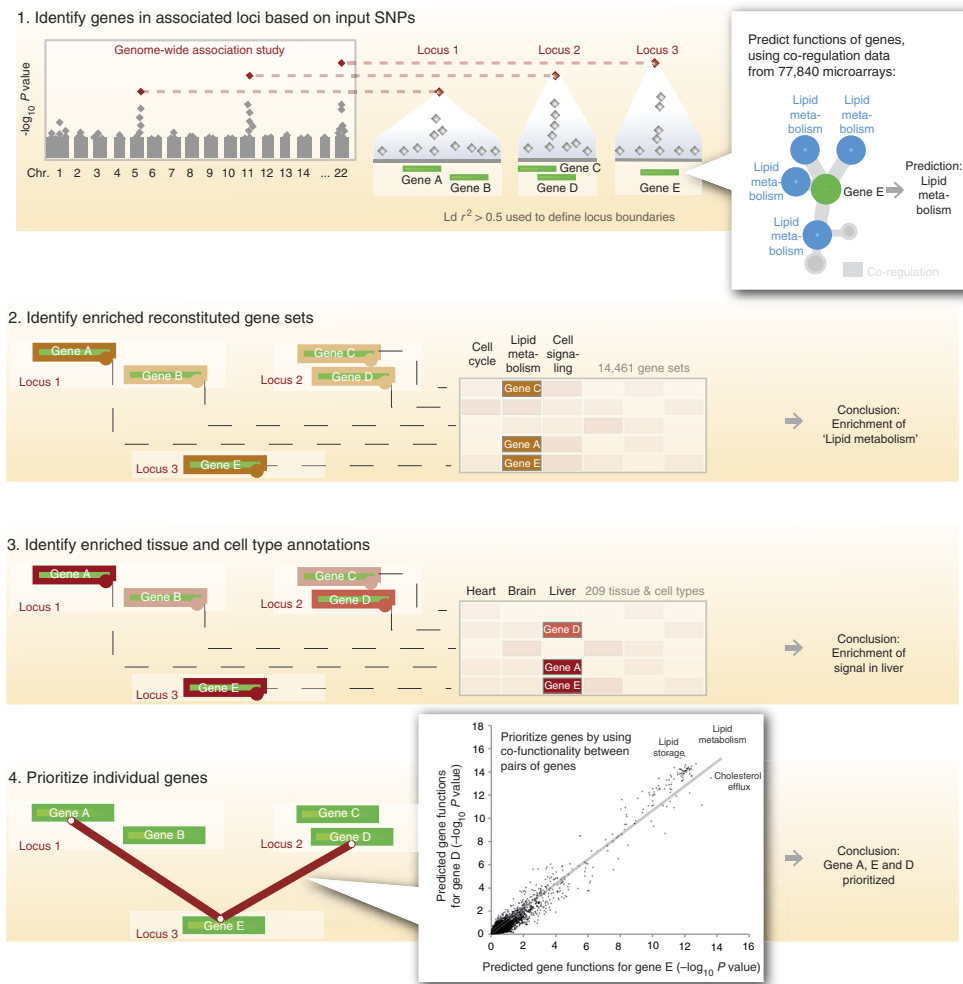 1. Identify genes in associated loci based on input SNPs
Genome-wide association study
Locus 1
Locus 2
Locus 3
–log10 P value
Chr. 1 2 3 4 5 6 7 8 9 10 11 12 13 14 ... 22
Gene A
Gene B
Gene C
Gene D
Gene E
Ld r² > 0.5 used to define locus boundaries
Predict functions of genes,
using co-regulation data
from 77,840 microarrays:
Lipid
meta-
bolism
Lipid
meta-
bolism
Lipid
meta-
bolism
Lipid
meta-
bolism
Gene E
Prediction:
Lipid
meta-
bolism
Co-regulation
2. Identify enriched reconstituted gene sets
Gene A
Gene B
Locus 1
Gene C
Gene D
Locus 2
Gene E
Locus 3
Cell
cycle
Lipid
meta-
bolism
Cell
signa-
ling
14,461 gene sets
Gene C
Gene A
Gene E
Conclusion:
Enrichment of
‘Lipid metabolism’
3. Identify enriched tissue and cell type annotations
Gene A
Gene B
Locus 1
Gene C
Gene D
Locus 2
Gene E
Locus 3
Heart
Brain
Liver
209 tissue & cell types
Gene D
Gene A
Gene E
Conclusion:
Enrichment of
signal in liver
4. Prioritize individual genes
Gene A
Gene B
Locus 1
Gene C
Gene D
Locus 2
Gene E
Locus 3
Prioritize genes by using
co-functionality between
pairs of genes
Lipid
storage
Lipid
metabolism
Cholesterol
efflux
Predicted gene functions
for gene D (–log10 P value)
18
16
14
12
10
8
6
4
2
0
0 2 4 6 8 10 12 14 16
Predicted gene functions for gene E (–log10 P value)
Conclusion:
Gene A, E and D
prioritized